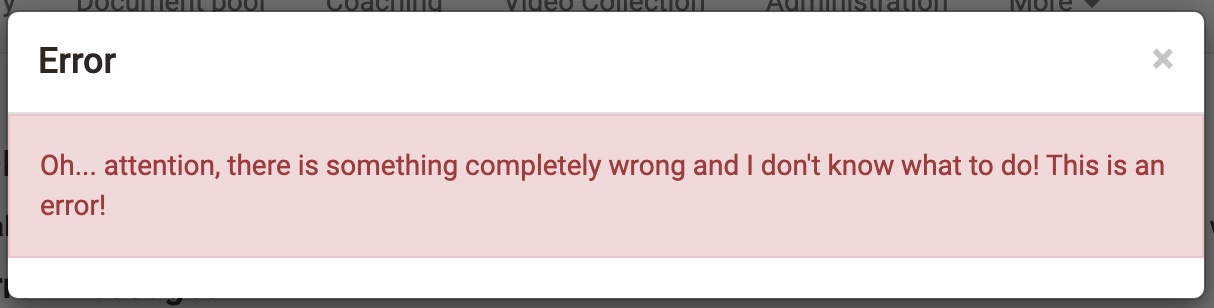 Document pool Coaching Video Collection Administration More
Error
×
Oh... attention, there is something completely wrong and I don't know what to do! This is an
error!